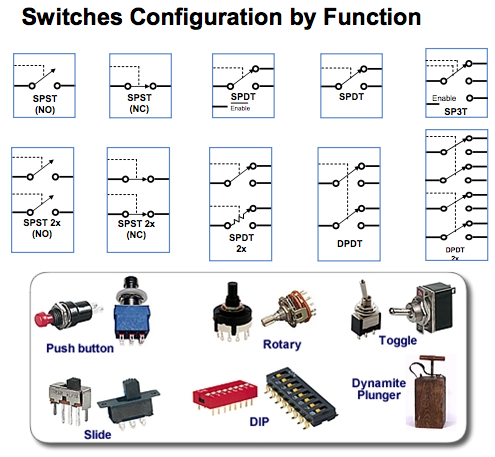 Switches Configuration by Function
SPST
(NO)
SPST
(NC)
SPDT
Enable
SPDT
Enable
SP3T
SPST 2x
(NO)
SPST 2x
(NC)
SPDT
2x
DPDT
DPDT
2x
Push button
Rotary
Toggle
Slide
DIP
Dynamite
Plunger